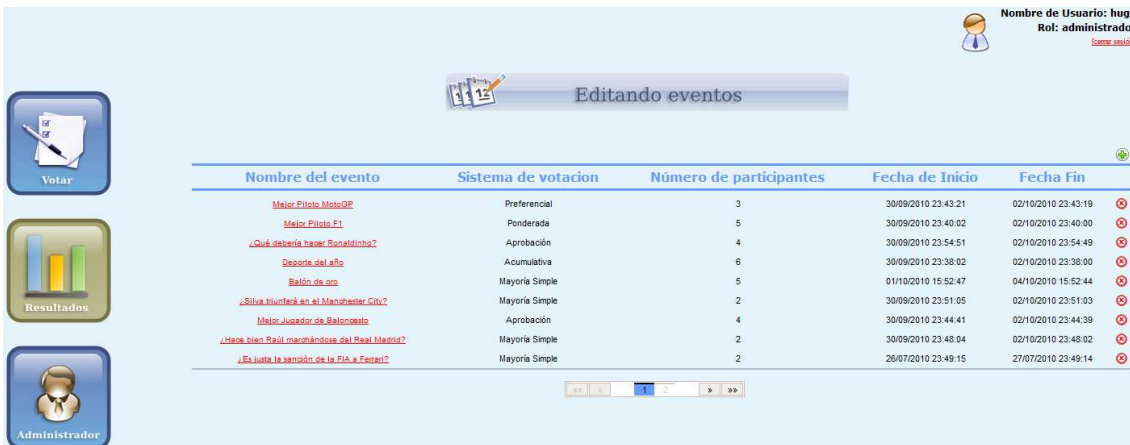 Nombre de Usuario: hug
Rol: administrado
[cerrar sesió
Editando eventos
Votar
Resultados
Administrador
Nombre del evento Sistema de votacion Número de participantes Fecha de Inicio Fecha Fin
Mejor Piloto MotoGP Preferencial 3 30/09/2010 23:43:21 02/10/2010 23:43:19
Mejor Piloto F1 Ponderada 5 30/09/2010 23:40:02 02/10/2010 23:40:00
¿Qué debería hacer Ronaldinho? Aprobación 4 30/09/2010 23:54:51 02/10/2010 23:54:49
Deporte del año Acumulativa 6 30/09/2010 23:38:02 02/10/2010 23:38:00
Balón de oro Mayoría Simple 5 01/10/2010 15:52:47 04/10/2010 15:52:44
¿Silva triunfará en el Manchester City? Mayoría Simple 2 30/09/2010 23:51:05 02/10/2010 23:51:03
Mejor Jugador de Baloncesto Aprobación 4 30/09/2010 23:44:41 02/10/2010 23:44:39
¿Hace bien Raúl marchándose del Real Madrid? Mayoría Simple 2 30/09/2010 23:48:04 02/10/2010 23:48:02
¿Es justa la sanción de la FIA a Ferrari? Mayoría Simple 2 26/07/2010 23:49:15 27/07/2010 23:49:14
«« « 1 2 » »»